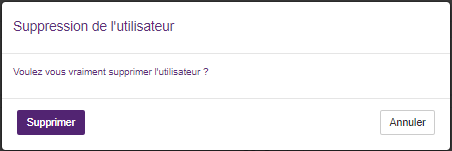 Suppression de l'utilisateur
Voulez vous vraiment supprimer l'utilisateur ?
Supprimer
Annuler